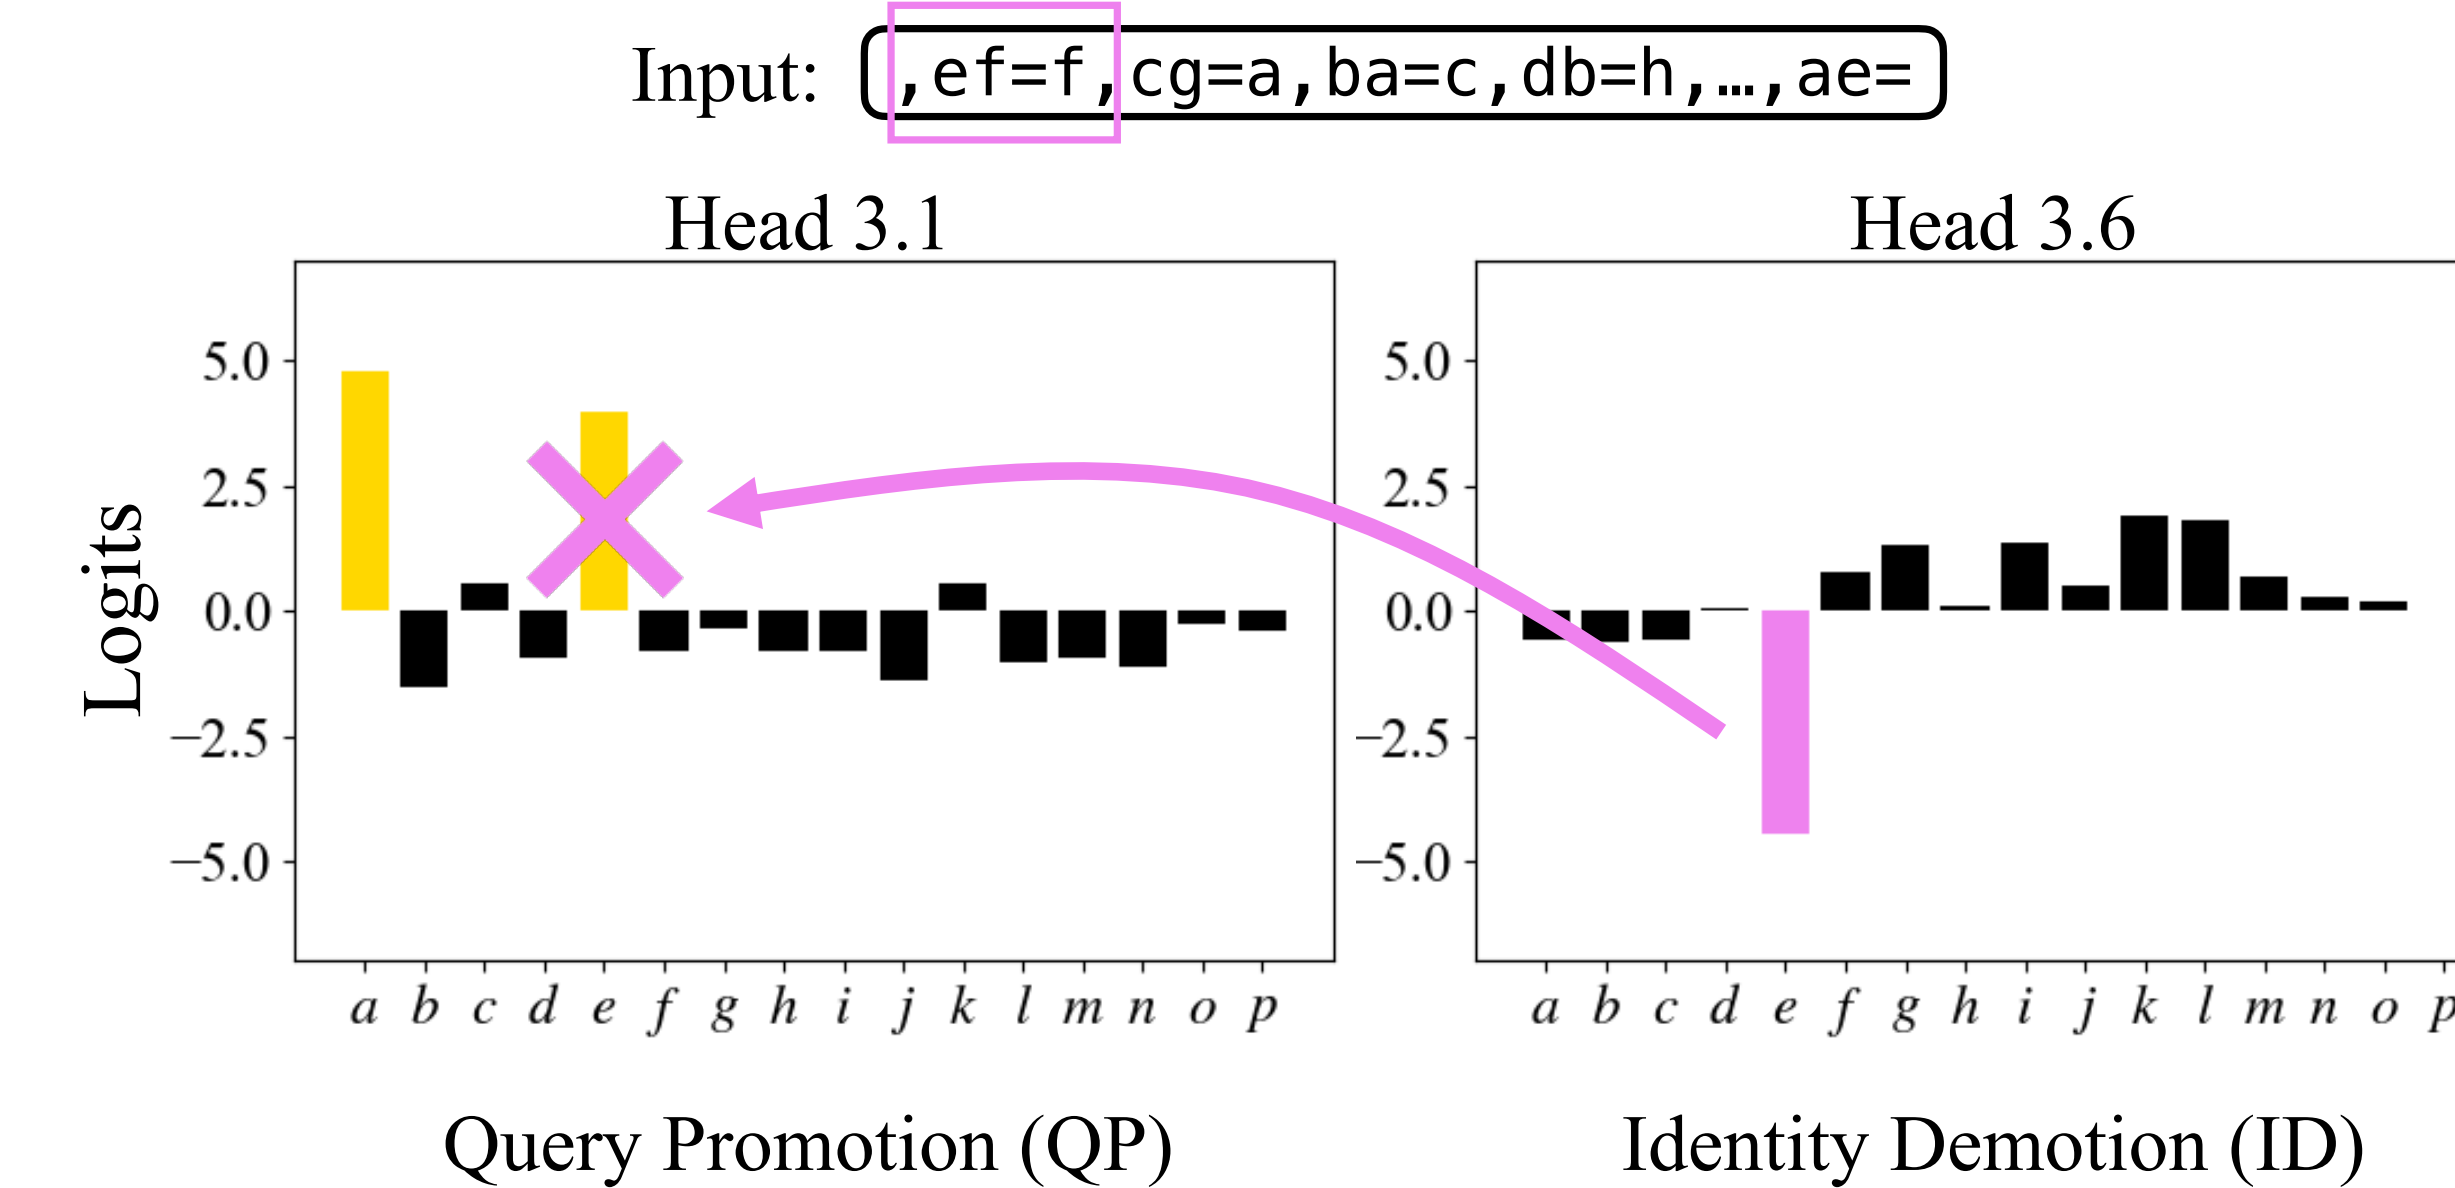 Input: ,ef=f,cg=a,ba=c,db=h,…,ae=
Head 3.1
Head 3.6
Logits
5.0
2.5
0.0
−2.5
−5.0
5.0
2.5
0.0
−2.5
−5.0
a b c d e f g h i j k l m n o p
a b c d e f g h i j k l m n o p
Query Promotion (QP)
Identity Demotion (ID)